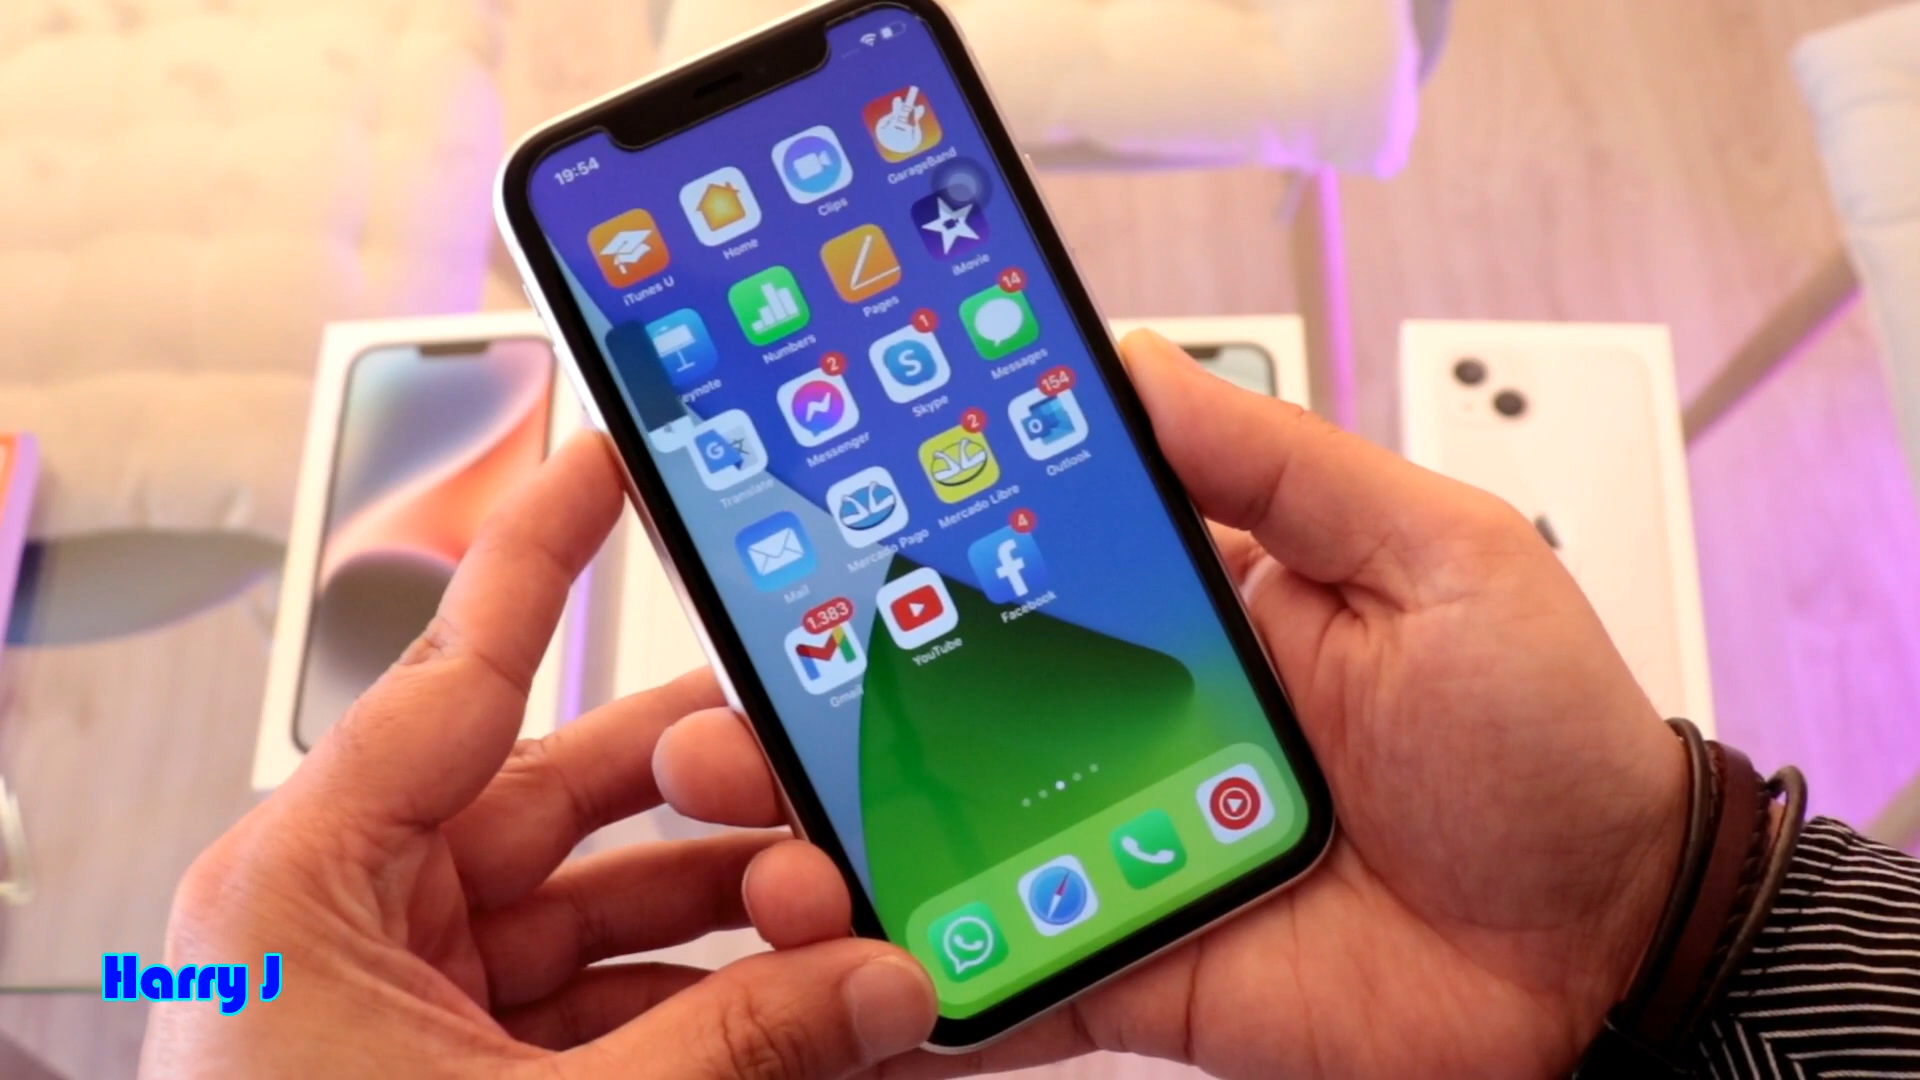 19:54
iTunes U
Home
Clips
GarageBand
eynote
Numbers
Pages
iMovie
14
Translate
2
Messenger
1
Skype
Messages
154
Mail
Mercado Pago
2
Mercado Libre
Outlook
1.383
Gmail
YouTube
4
Facebook
Harry J